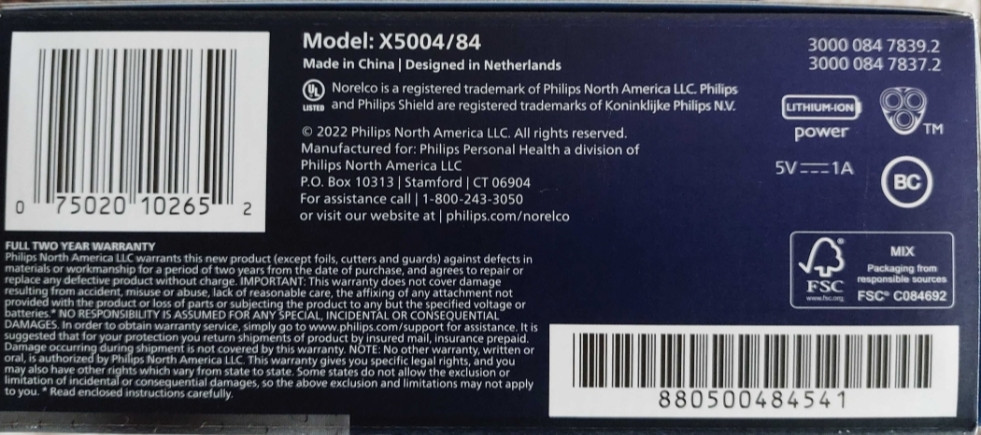 0 75020 10265 2
Model: X5004/84
Made in China | Designed in Netherlands
UL LISTED
Norelco is a registered trademark of Philips North America LLC. Philips
and Philips Shield are registered trademarks of Koninklijke Philips N.V.
© 2022 Philips North America LLC. All rights reserved.
Manufactured for: Philips Personal Health a division of
Philips North America LLC
P.O. Box 10313 | Stamford | CT 06904
For assistance call | 1-800-243-3050
or visit our website at | philips.com/norelco
3000 084 7839.2
3000 084 7837.2
LITHIUM-ION
power
TM
5V⎓1A
BC
FULL TWO YEAR WARRANTY
Philips North America LLC warrants this new product (except foils, cutters and guards) against defects in
materials or workmanship for a period of two years from the date of purchase, and agrees to repair or
replace any defective product without charge. IMPORTANT: This warranty does not cover damage
resulting from accident, misuse or abuse, lack of reasonable care, the affixing of any attachment not
provided with the product or loss of parts or subjecting the product to any but the specified voltage or
batteries.* NO RESPONSIBILITY IS ASSUMED FOR ANY SPECIAL, INCIDENTAL OR CONSEQUENTIAL
DAMAGES. In order to obtain warranty service, simply go to www.philips.com/support for assistance. It is
suggested that for your protection you return shipments of product by insured mail, insurance prepaid.
Damage occurring during shipment is not covered by this warranty. NOTE: No other warranty, written or
oral, is authorized by Philips North America LLC. This warranty gives you specific legal rights, and you
may also have other rights which vary from state to state. Some states do not allow the exclusion or
limitation of incidental or consequential damages, so the above exclusion and limitations may not apply
to you. * Read enclosed instructions carefully.
FSC
www.fsc.org
MIX
Packaging from
responsible sources
FSC® C084692
880500484541